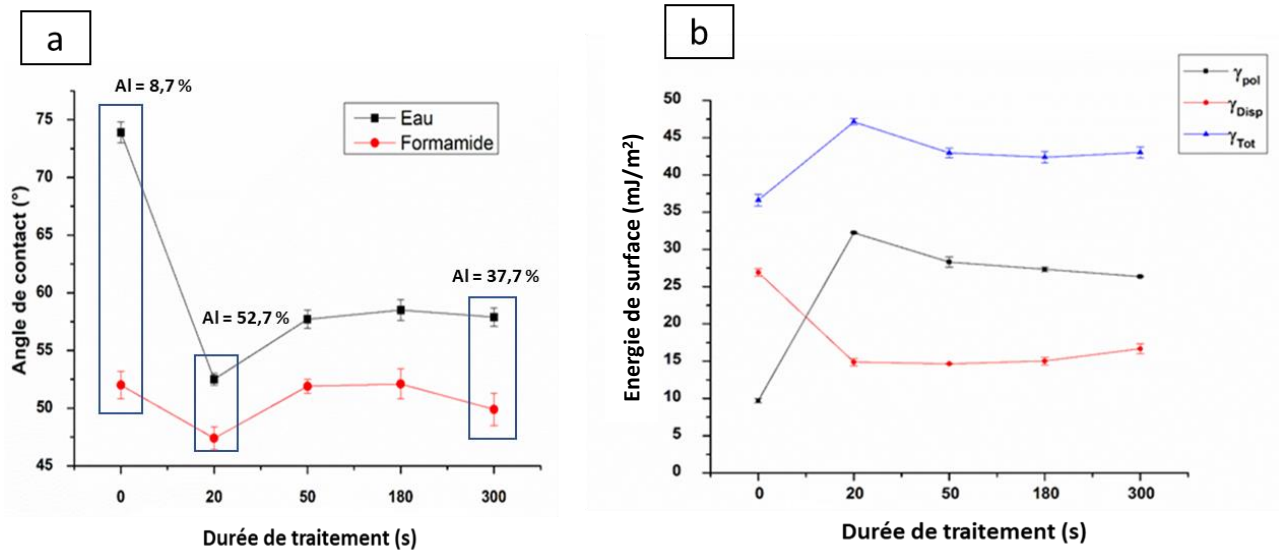 a
Al = 8,7 %
Eau
Formamide
Al = 52,7 %
Al = 37,7 %
Angle de contact (°)
75
70
65
60
55
50
45
0 20 50 180 300
Durée de traitement (s)
b
γpol
γDisp
γTot
Energie de surface (mJ/m²)
50
45
40
35
30
25
20
15
10
5
0
0 20 50 180 300
Durée de traitement (s)